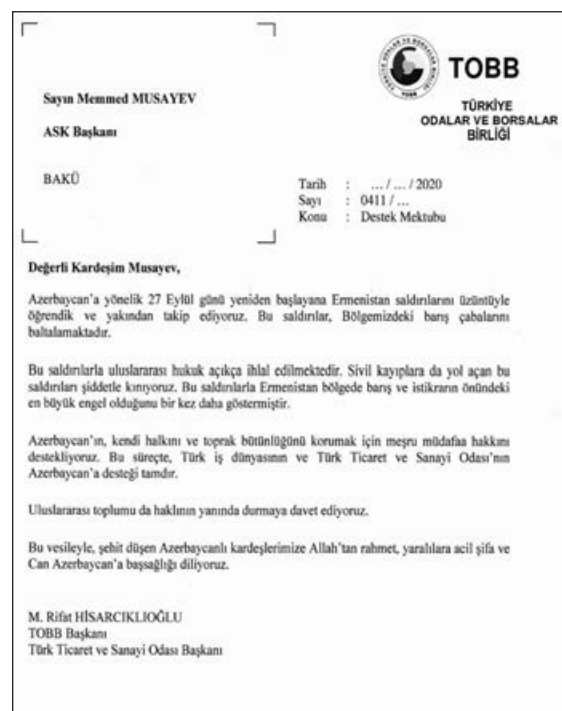 TOBB
TÜRKİYE
ODALAR VE BORSALAR
BİRLİĞİ
Sayın Memmed MUSAYEV
ASK Başkanı
BAKÜ
Tarih : ... / ... / 2020
Sayı : 0411 / ...
Konu : Destek Mektubu
Değerli Kardeşim Musayev,
Azerbaycan'a yönelik 27 Eylül günü yeniden başlayana Ermenistan saldırılarını üzüntüyle
öğrendik ve yakından takip ediyoruz. Bu saldırılar, Bölgemizdeki barış çabalarını
baltalamaktadır.
Bu saldırılarla uluslararası hukuk açıkça ihlal edilmektedir. Sivil kayıplara da yol açan bu
saldırıları şiddetle kınıyoruz. Bu saldırılarla Ermenistan bölgede barış ve istikrarın önündeki
en büyük engel olduğunu bir kez daha göstermiştir.
Azerbaycan'ın, kendi halkını ve toprak bütünlüğünü korumak için meşru müdafaa hakkını
destekliyoruz. Bu süreçte, Türk iş dünyasının ve Türk Ticaret ve Sanayi Odası'nın
Azerbaycan'a desteği tamdır.
Uluslararası toplumu da haklının yanında durmaya davet ediyoruz.
Bu vesileyle, şehit düşen Azerbaycanlı kardeşlerimize Allah'tan rahmet, yaralılara acil şifa ve
Can Azerbaycan'a başsağlığı diliyoruz.
M. Rifat HİSARCIKLIOĞLU
TOBB Başkanı
Türk Ticaret ve Sanayi Odası Başkanı